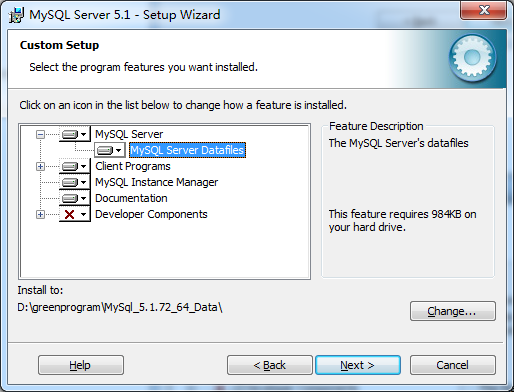 MySQL Server 5.1 - Setup Wizard
Custom Setup
Select the program features you want installed.
Click on an icon in the list below to change how a feature is installed.
MySQL Server
MySQL Server Datafiles
Client Programs
MySQL Instance Manager
Documentation
Developer Components
Feature Description
The MySQL Server's datafiles
This feature requires 984KB on
your hard drive.
Install to:
D:\greenprogram\MySql_5.1.72_64_Data\
Change...
Help
< Back
Next >
Cancel